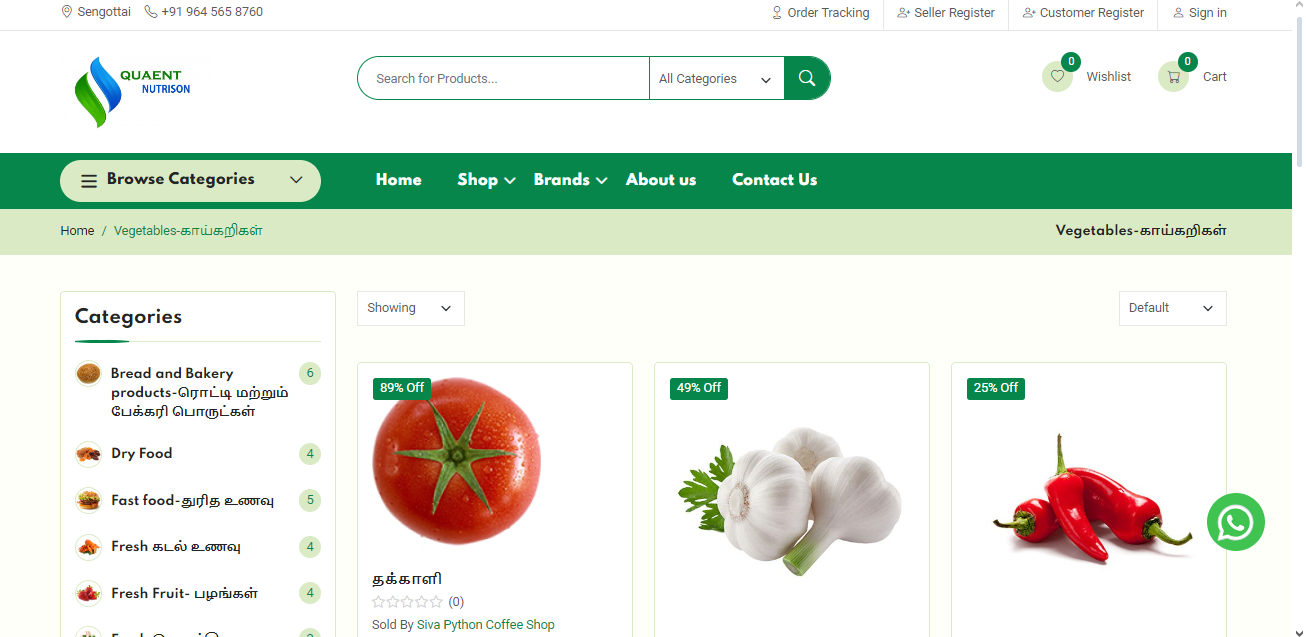 Sengottai +91 964 565 8760 Order Tracking Seller Register Customer Register Sign in
QUAENT
NUTRISON
Search for Products... All Categories
0 Wishlist 0 Cart
Browse Categories Home Shop Brands About us Contact Us
Home / Vegetables-காய்கறிகள் Vegetables-காய்கறிகள்
Categories
Bread and Bakery
products-ரொட்டி மற்றும்
பேக்கரி பொருட்கள்
6
Dry Food 4
Fast food-துரித உணவு 5
Fresh கடல் உணவு 4
Fresh Fruit- பழங்கள் 4
Showing Default
89% Off 49% Off 25% Off
தக்காளி
(0)
Sold By Siva Python Coffee Shop